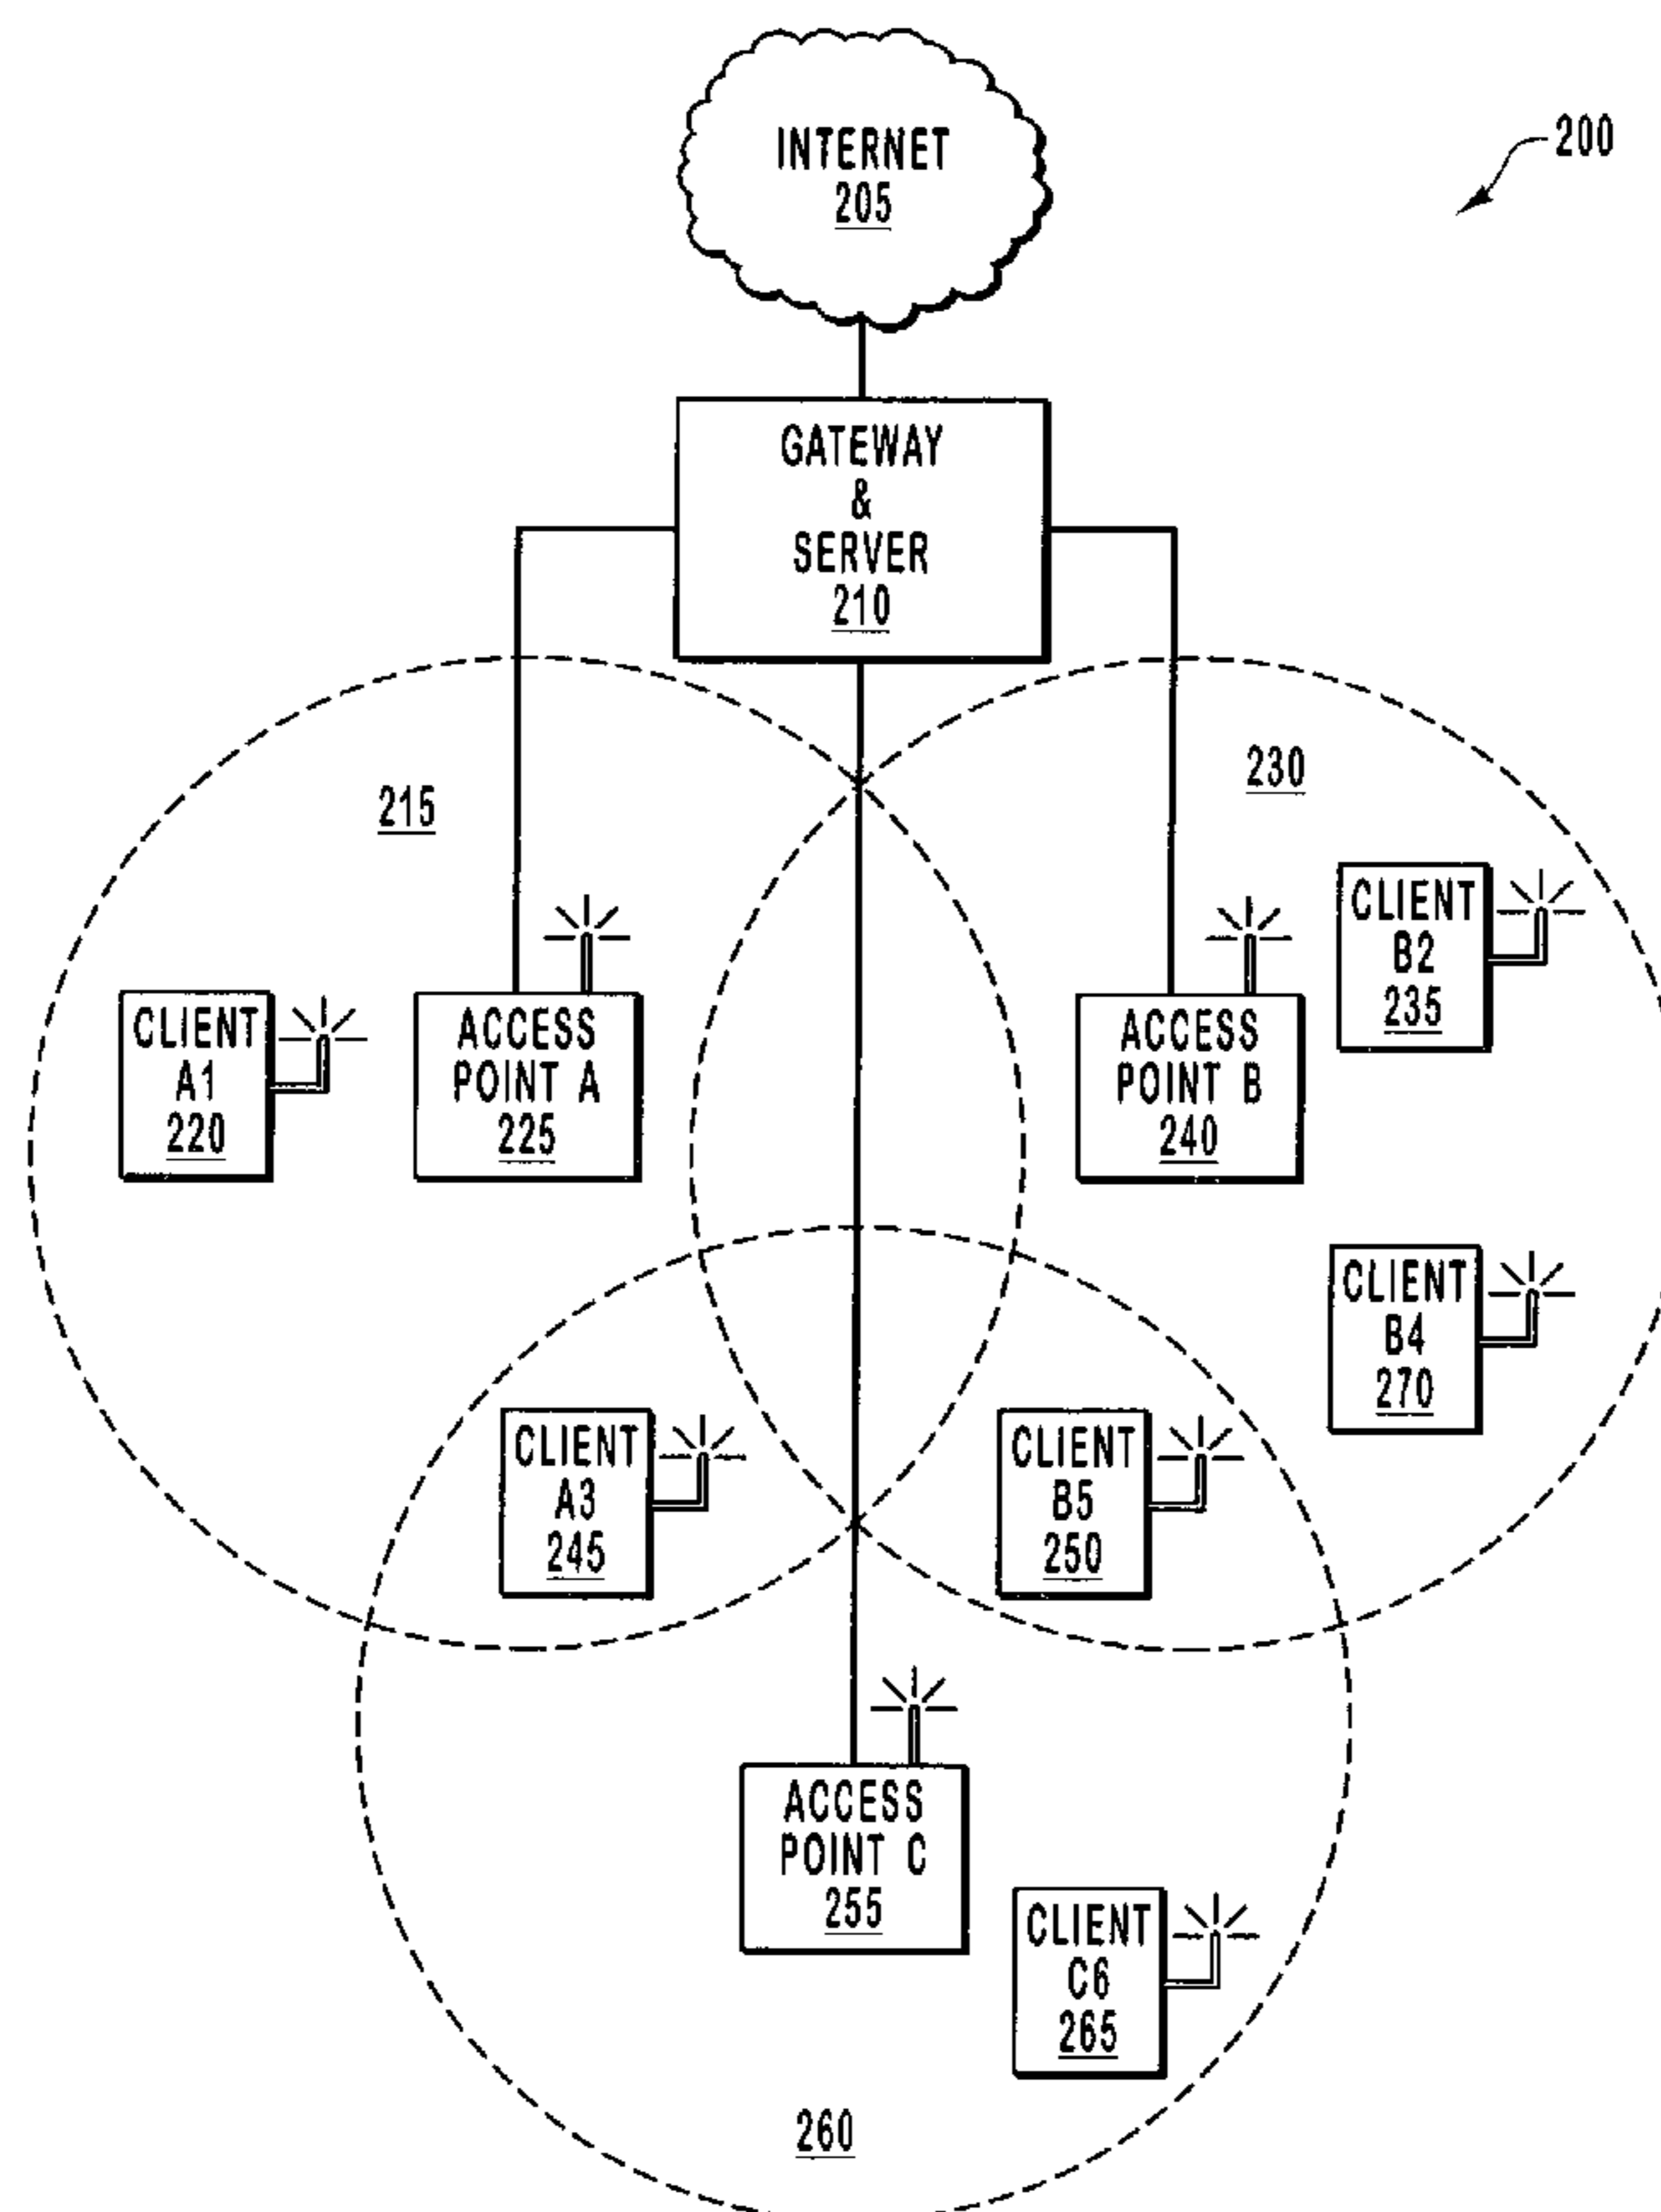 INTERNET
205
200
GATEWAY
&
SERVER
210
215
230
CLIENT
B2
235
CLIENT
A1
220
ACCESS
POINT A
225
ACCESS
POINT B
240
CLIENT
B4
270
CLIENT
A3
245
CLIENT
B5
250
ACCESS
POINT C
255
CLIENT
C6
265
260